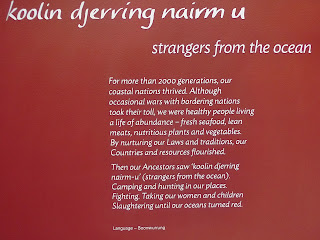 koolin djerring nairm u
strangers from the ocean
For more than 2000 generations, our
coastal nations thrived. Although
occasional wars with bordering nations
took their toll, we were healthy people living
a life of abundance – fresh seafood, lean
meats, nutritious plants and vegetables.
By nurturing our Laws and traditions, our
Countries and resources flourished.
Then our Ancestors saw 'koolin djerring
nairm-u' (strangers from the ocean).
Camping and hunting in our places.
Fighting. Taking our women and children
Slaughtering until our oceans turned red.
Language – Boonwurrung